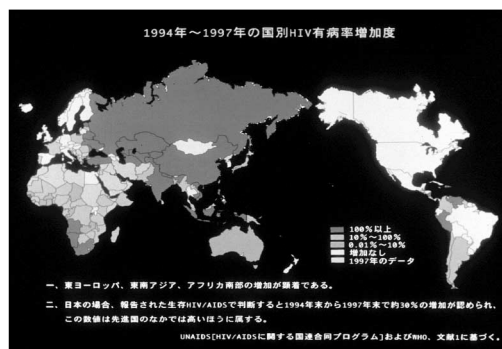 1994年～1997年の国別HIV有病率増加度
100％以上
10％～100％
0.01％～10％
増加なし
1997年のデータ
一、東ヨーロッパ、東南アジア、アフリカ南部の増加が顕着である。
二、日本の場合、報告された生存HIV/AIDSで判断すると1994年末から1997年末で約30％の増加が認められ、
この数値は先進国のなかでは高いほうに属する。
UNAIDS[HIV/AIDSに関する国連合同プログラム]およびWHO、文献1に基づく。